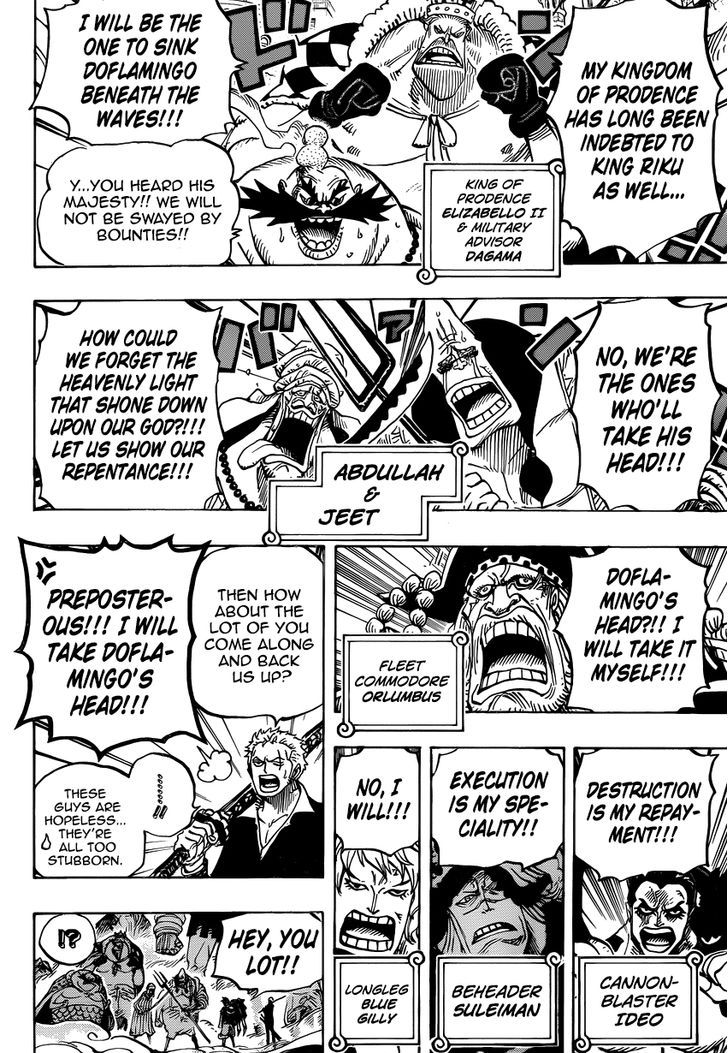 MY KINGDOM
OF PRODENCE
HAS LONG BEEN
INDEBTED TO
KING RIKU
AS WELL...
I WILL BE THE
ONE TO SINK
DOFLAMINGO
BENEATH THE
WAVES!!!
KING OF
PRODENCE
ELIZABELLO II
& MILITARY
ADVISOR
DAGAMA
Y...YOU HEARD HIS
MAJESTY!! WE WILL
NOT BE SWAYED BY
BOUNTIES!!
NO, WE'RE
THE ONES
WHO'LL
TAKE HIS
HEAD!!!
HOW COULD
WE FORGET THE
HEAVENLY LIGHT
THAT SHONE DOWN
UPON OUR GOD?!!!
LET US SHOW OUR
REPENTANCE!!!
ABDULLAH
&
JEET
DOFLA-
MINGO'S
HEAD?!! I
WILL TAKE IT
MYSELF!!!
FLEET
COMMODORE
ORLUMBUS
THEN HOW
ABOUT THE
LOT OF YOU
COME ALONG
AND BACK
US UP?
PREPOSTER-
OUS!!! I WILL
TAKE DOFLA-
MINGO'S
HEAD!!!
THESE
GUYS ARE
HOPELESS...
THEY'RE
ALL TOO
STUBBORN.
DESTRUCTION
IS MY REPAY-
MENT!!!
CANNON-
BLASTER
IDEO
EXECUTION
IS MY SPE-
CIALITY!!
BEHEADER
SULEIMAN
NO, I
WILL!!!
LONGLEG
BLUE
GILLY
HEY, YOU
LOT!!
!?